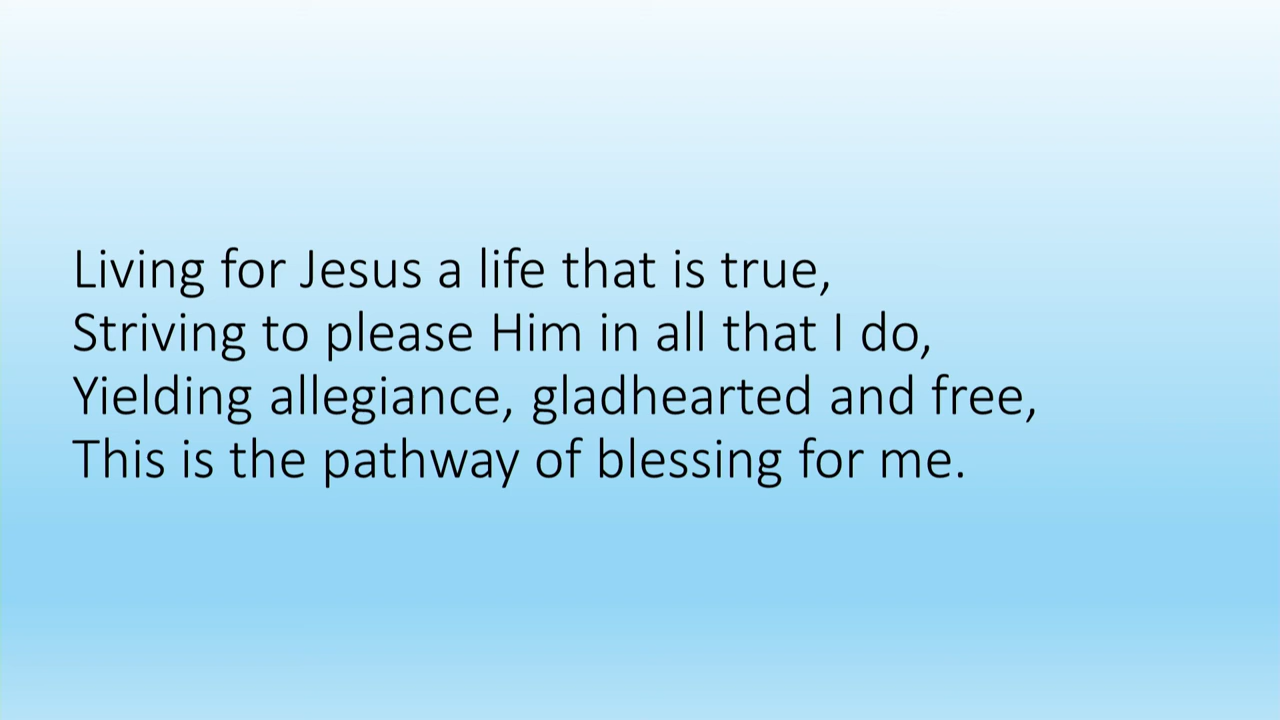 Living for Jesus a life that is true,
Striving to please Him in all that I do,
Yielding allegiance, gladhearted and free,
This is the pathway of blessing for me.